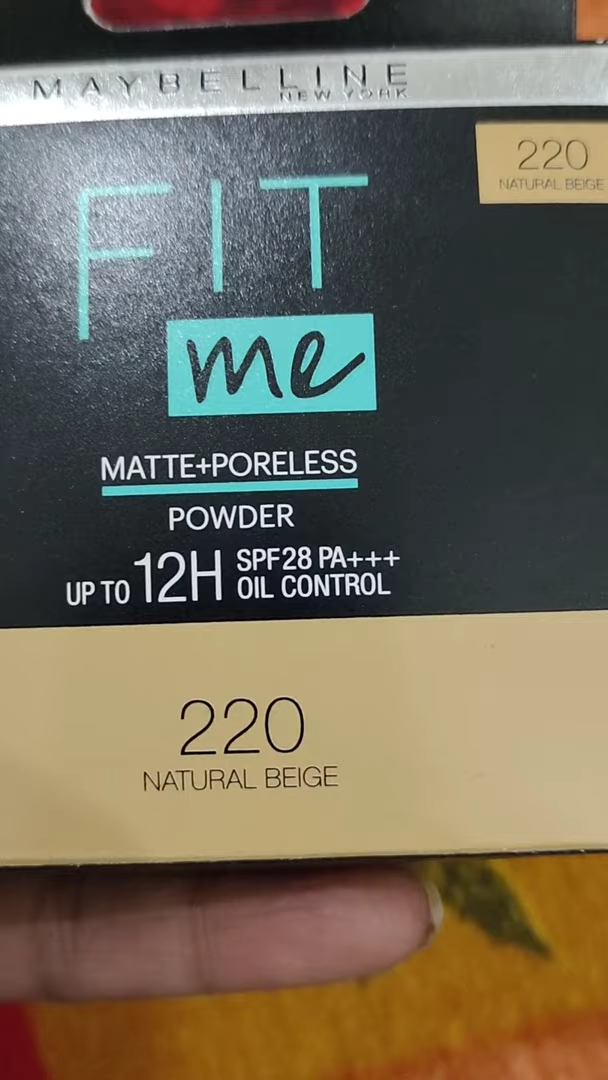 MAYBELLINE
NEW YORK
220
NATURAL BEIGE
FIT
me
MATTE+PORELESS
POWDER
UP TO 12H SPF28 PA+++
OIL CONTROL
220
NATURAL BEIGE